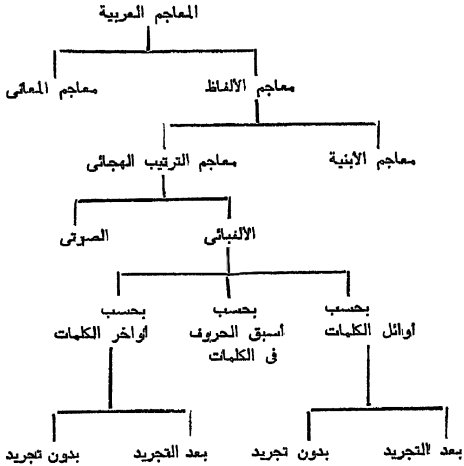 المعاجم العربية
معاجم الألفاظ
معاجم المعانى
معاجم الأبنية
معاجم الترتيب الهجائى
الألفبائى
الصوتى
بحسب
أوائل الكلمات
بحسب
أسبق الحروف
فى الكلمات
بحسب
أواخر الكلمات
بعد التجريد
بدون تجريد
بعد التجريد
بدون تجريد